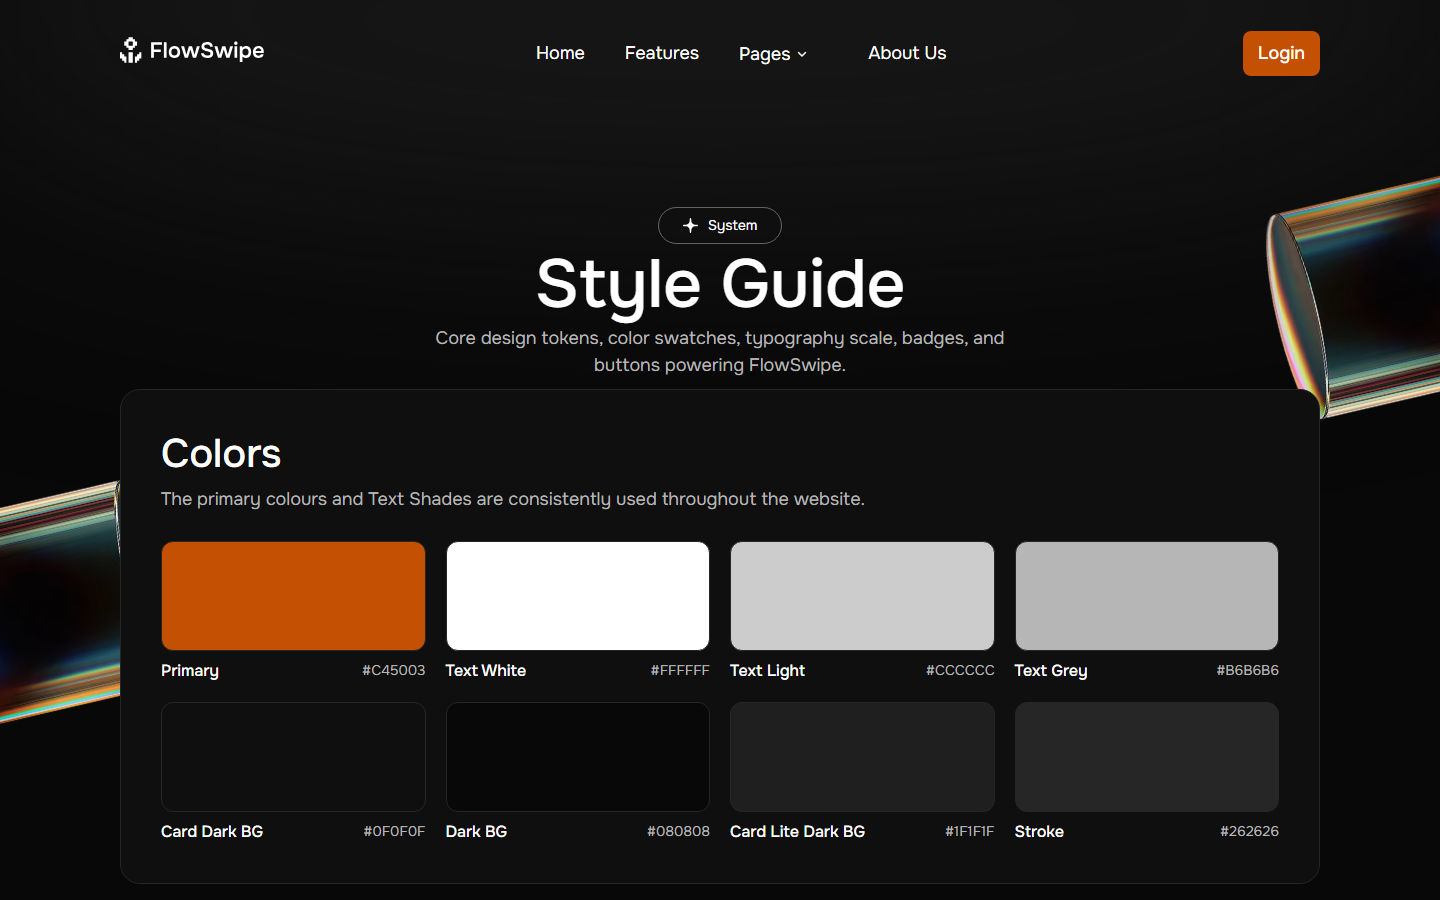 FlowSwipe
Home
Features
Pages
About Us
Login
System
Style Guide
Core design tokens, color swatches, typography scale, badges, and
buttons powering FlowSwipe.
Colors
The primary colours and Text Shades are consistently used throughout the website.
Primary #C45003
Text White #FFFFFF
Text Light #CCCCCC
Text Grey #B6B6B6
Card Dark BG #0F0F0F
Dark BG #080808
Card Lite Dark BG #1F1F1F
Stroke #262626